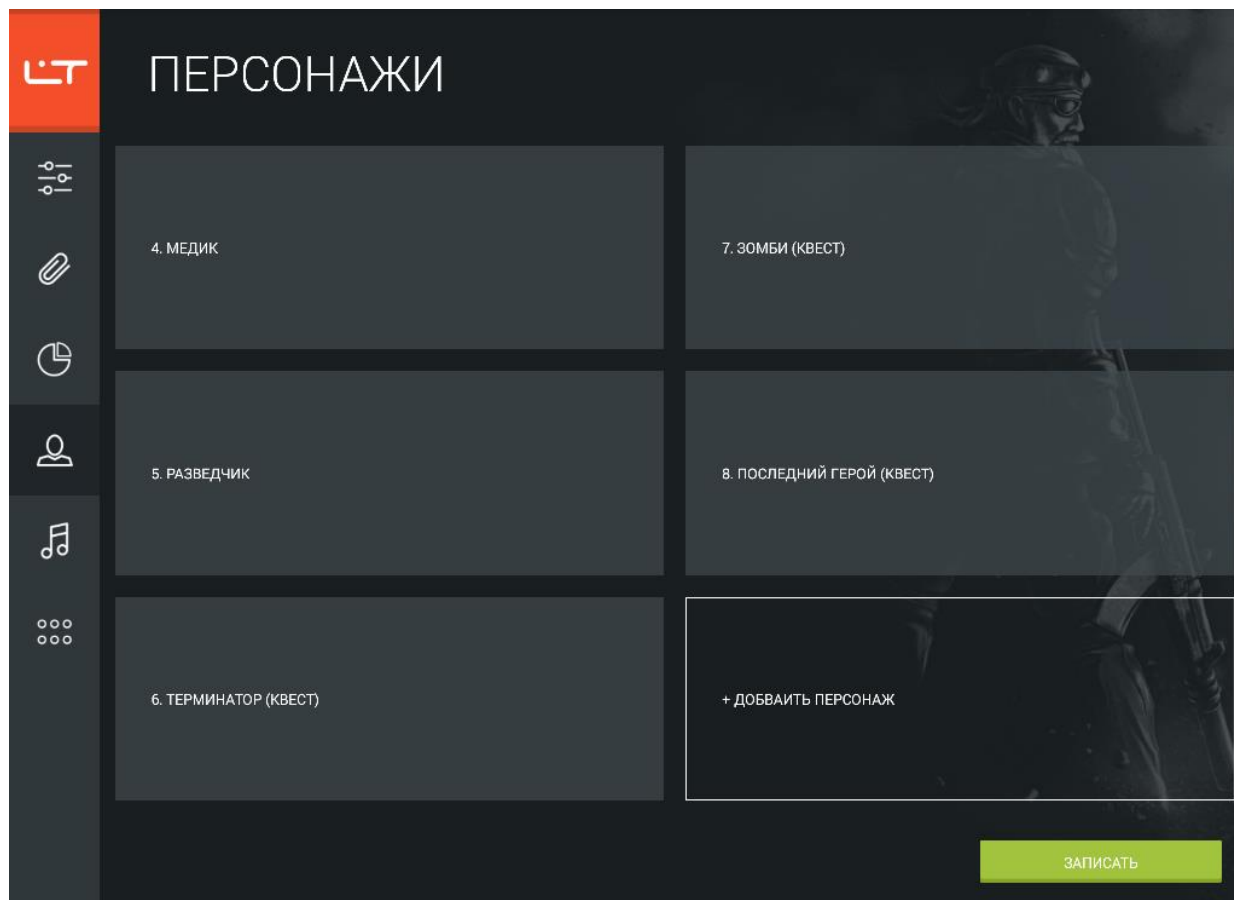 ПЕРСОНАЖИ
4. МЕДИК
7. ЗОМБИ (КВЕСТ)
5. РАЗВЕДЧИК
8. ПОСЛЕДНИЙ ГЕРОЙ (КВЕСТ)
6. ТЕРМИНАТОР (КВЕСТ)
+ ДОБВАИТЬ ПЕРСОНАЖ
ЗАПИСАТЬ